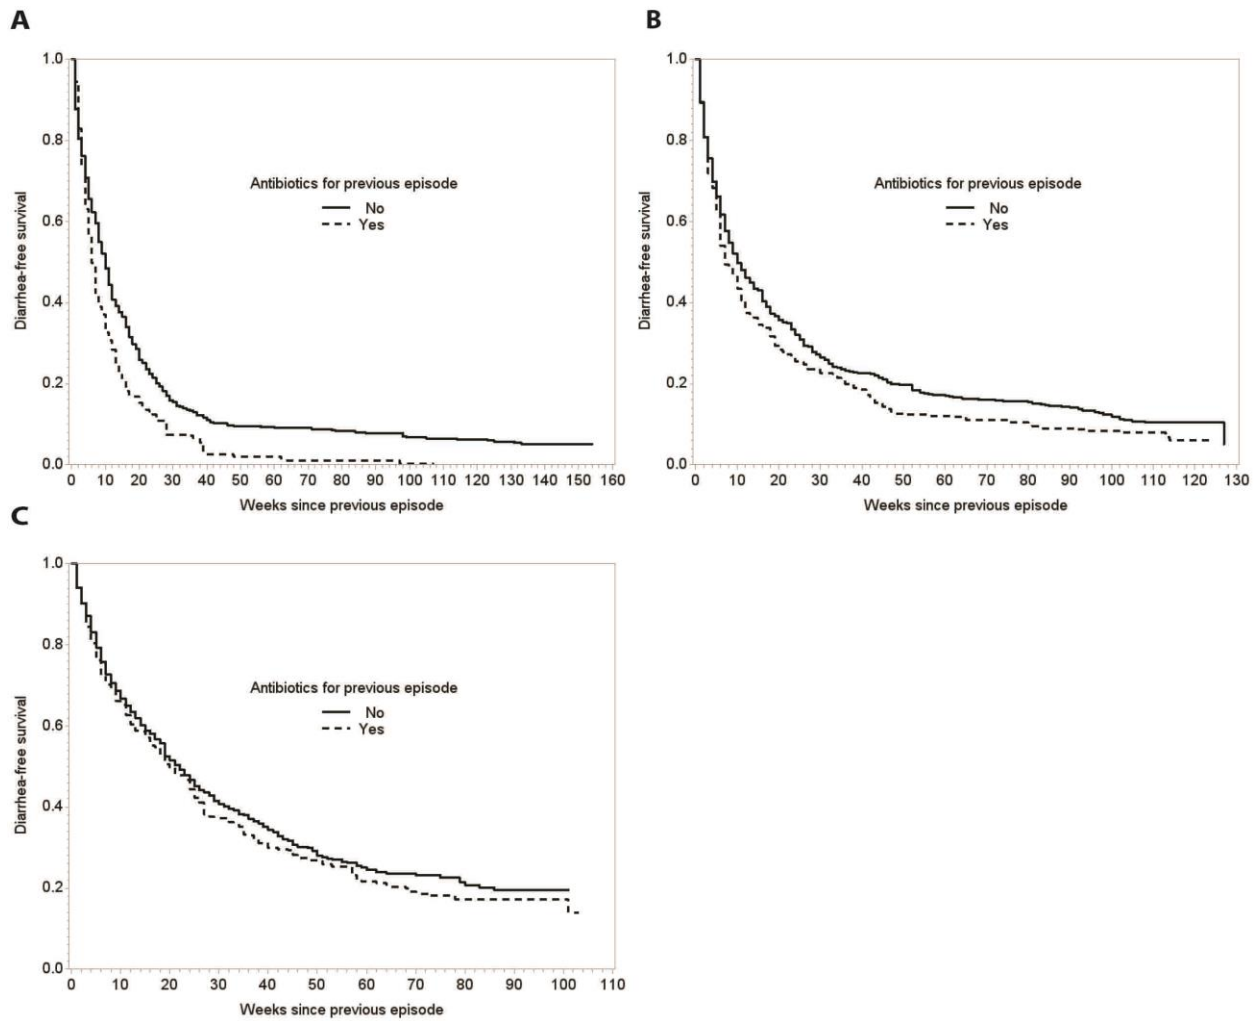 A
1.0
0.8
0.6
0.4
0.2
0.0
Diarrhea-free survival
Antibiotics for previous episode
No
Yes
0 10 20 30 40 50 60 70 80 90 100 110 120 130 140 150 160
Weeks since previous episode
B
1.0
0.8
0.6
0.4
0.2
0.0
Diarrhea-free survival
Antibiotics for previous episode
No
Yes
0 10 20 30 40 50 60 70 80 90 100 110 120 130
Weeks since previous episode
C
1.0
0.8
0.6
0.4
0.2
0.0
Diarrhea-free survival
Antibiotics for previous episode
No
Yes
0 10 20 30 40 50 60 70 80 90 100 110
Weeks since previous episode